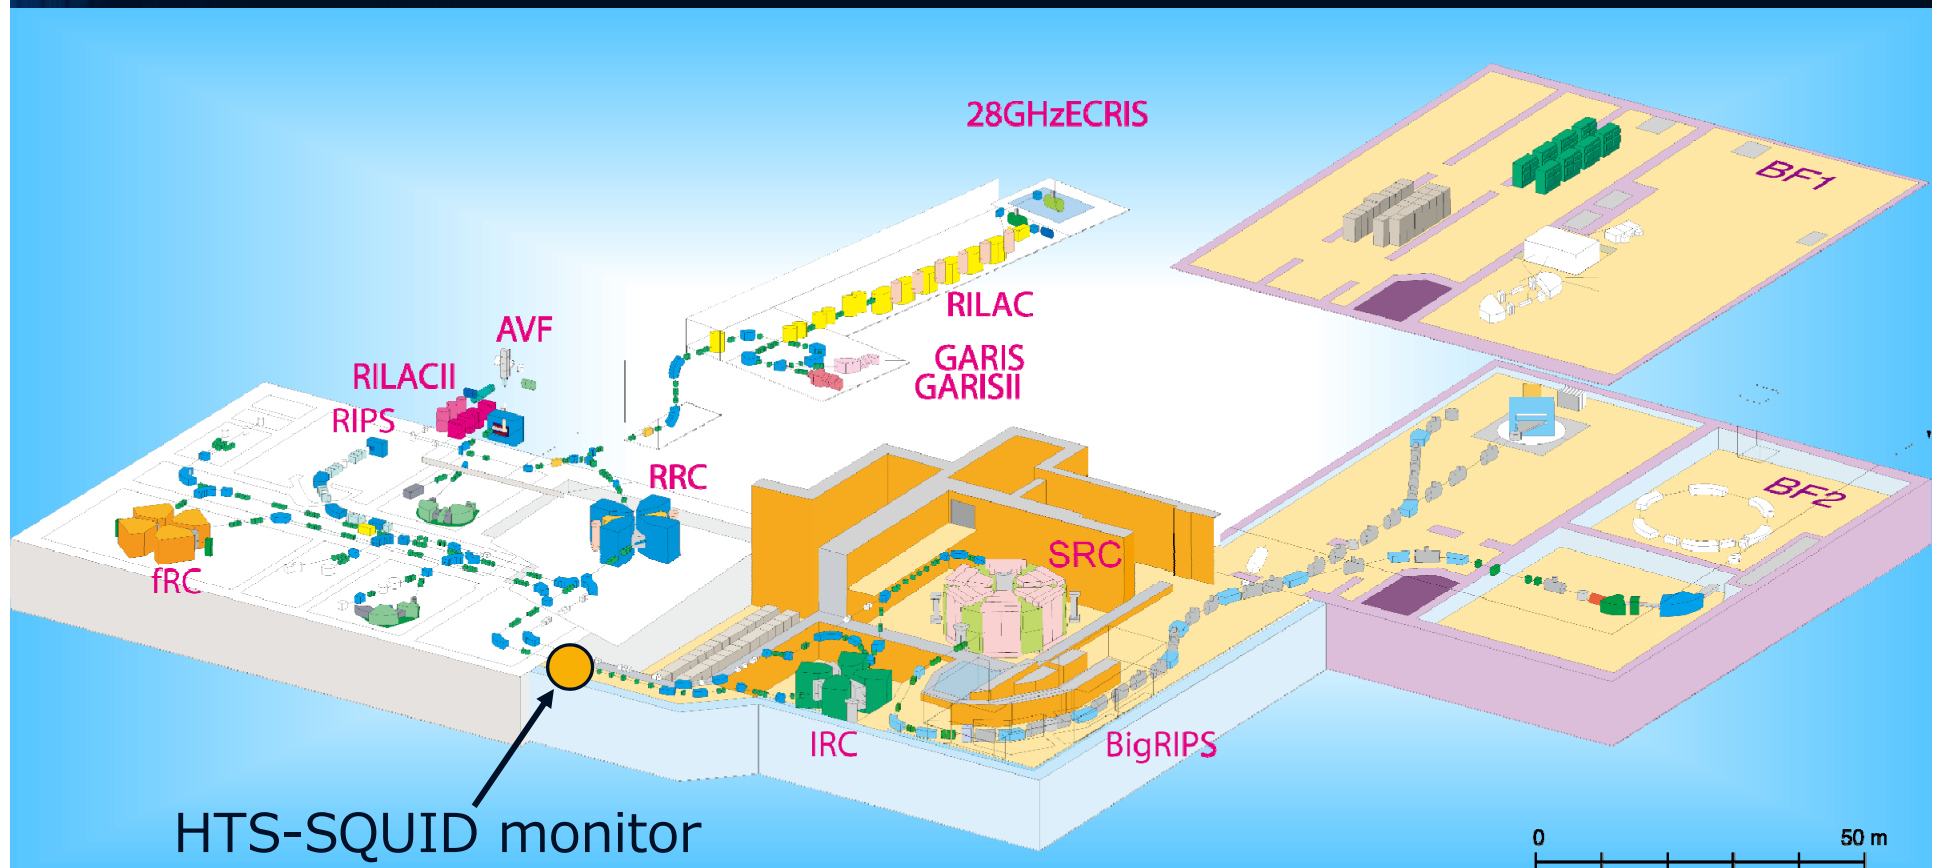 28GHzECRIS
BF1
RILAC
AVF
GARIS
GARISII
RILACII
RIPS
RRC
BF2
SRC
fRC
IRC
BigRIPS
HTS-SQUID monitor
0 50 m